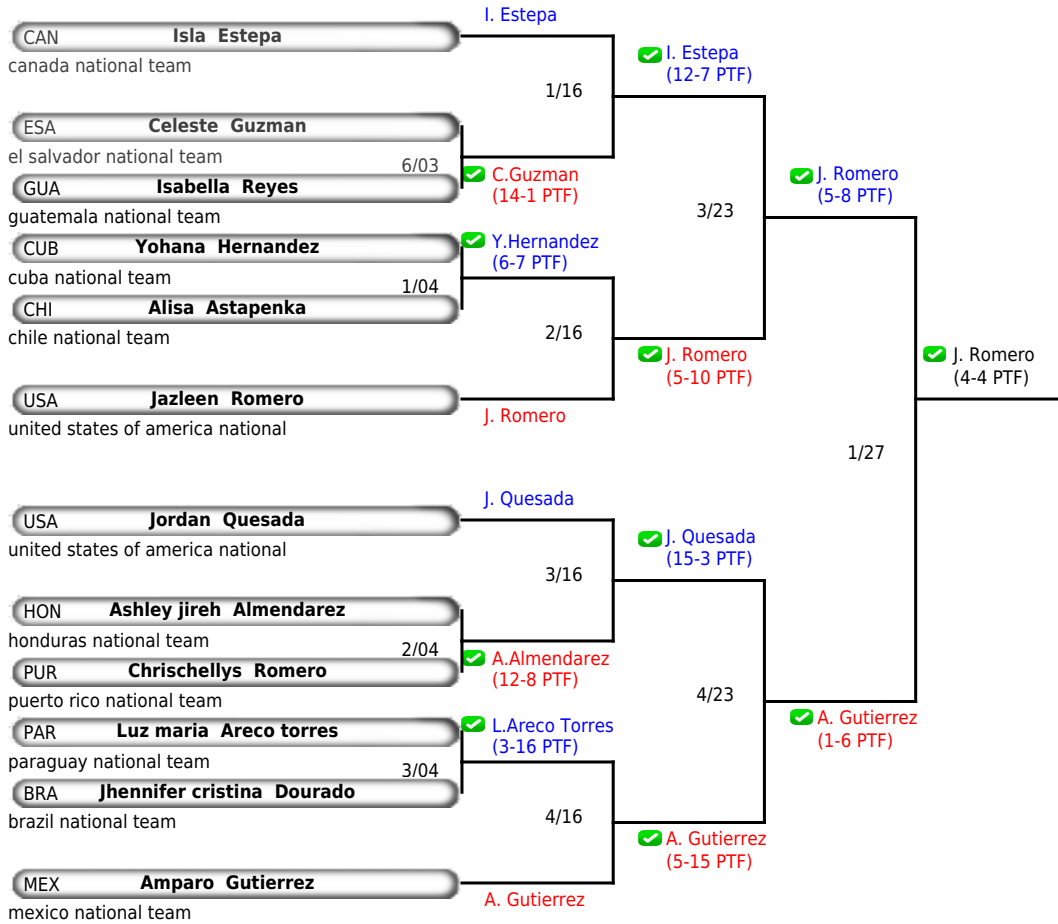 I. Estepa
CAN Isla Estepa
canada national team
I. Estepa
(12-7 PTF)
1/16
ESA Celeste Guzman
el salvador national team
6/03
C.Guzman
(14-1 PTF)
GUA Isabella Reyes
guatemala national team
J. Romero
(5-8 PTF)
3/23
CUB Yohana Hernandez
cuba national team
Y.Hernandez
(6-7 PTF)
1/04
CHI Alisa Astapenka
chile national team
2/16
J. Romero
(5-10 PTF)
J. Romero
(4-4 PTF)
USA Jazleen Romero
united states of america national
J. Romero
1/27
J. Quesada
USA Jordan Quesada
united states of america national
J. Quesada
(15-3 PTF)
3/16
HON Ashley jireh Almendarez
honduras national team
2/04
A.Almendarez
(12-8 PTF)
PUR Chrischellys Romero
puerto rico national team
4/23
A. Gutierrez
(1-6 PTF)
PAR Luz maria Areco torres
paraguay national team
L.Areco Torres
(3-16 PTF)
3/04
BRA Jhennifer cristina Dourado
brazil national team
4/16
A. Gutierrez
(5-15 PTF)
MEX Amparo Gutierrez
mexico national team
A. Gutierrez